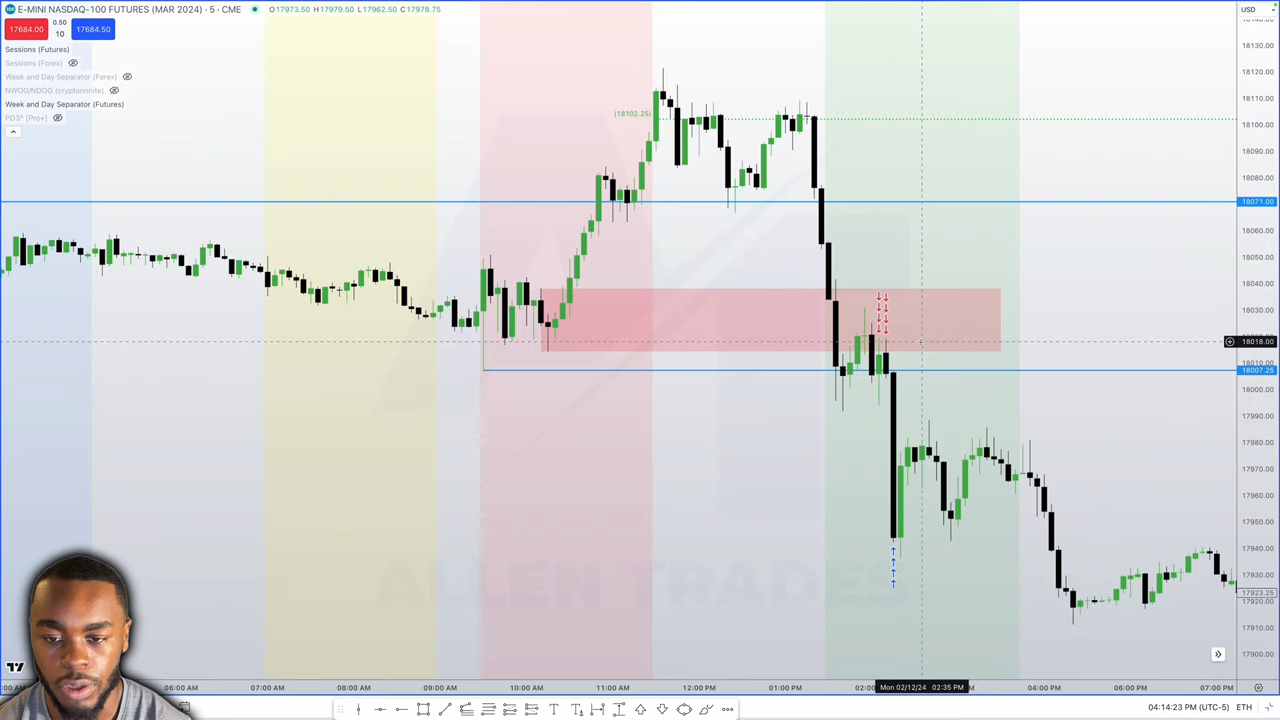 E-MINI NASDAQ-100 FUTURES (MAR 2024) · 5 · CME O17973.50 H17979.50 L17962.50 C17978.75
17684.00 0.50 10 17684.50
Sessions (Futures)
Sessions (Forex)
Week and Day Separator (Forex)
NWOG/NDOG (cryptonnnite)
Week and Day Separator (Futures)
PO3° [Pro+]
USD
18130.00
18120.00
18110.00
(18102.25)
18100.00
18090.00
18080.00
18071.00
18060.00
18050.00
18040.00
18030.00
18018.00
18010.00
18007.25
18000.00
17990.00
17980.00
17970.00
17960.00
17950.00
17940.00
17930.00
17923.25
17920.00
17910.00
17900.00
06:00 AM 07:00 AM 08:00 AM 09:00 AM 10:00 AM 11:00 AM 12:00 PM 01:00 PM 02:0 Mon 02/12/24 02:35 PM 04:00 PM 06:00 PM 07:00 PM
04:14:23 PM (UTC-5) ETH